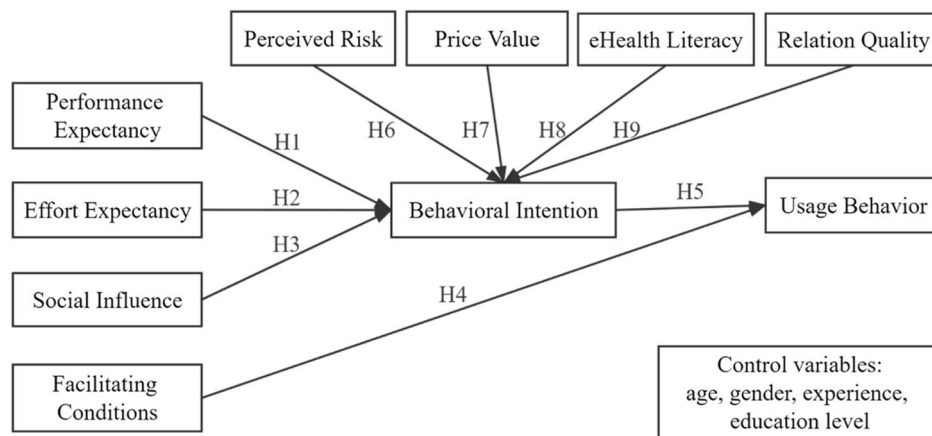 Perceived Risk
Price Value
eHealth Literacy
Relation Quality
Performance
Expectancy
H6
H7
H8
H9
H1
Effort Expectancy
H2
Behavioral Intention
H5
Usage Behavior
H3
Social Influence
H4
Facilitating
Conditions
Control variables:
age, gender, experience,
education level